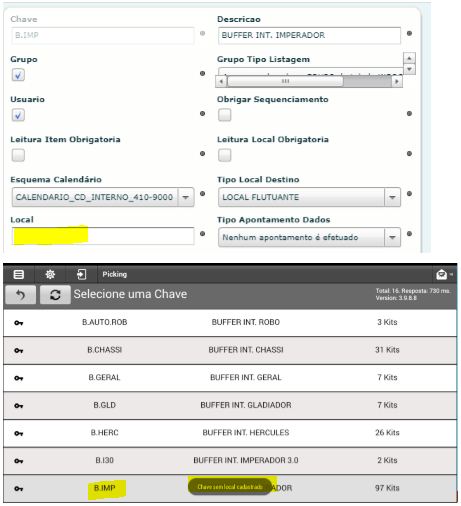 Chave
Descricao
B.IMP
BUFFER INT. IMPERADOR
Grupo
Grupo Tipo Listagem
Usuario
Obrigar Sequenciamento
Leitura Item Obrigatoria
Leitura Local Obrigatoria
Esquema Calendário
Tipo Local Destino
CALENDARIO_CD_INTERNO_410-9000
LOCAL FLUTUANTE
Local
Tipo Apontamento Dados
Nenhum apontamento é efetuado
Picking
Selecione uma Chave
Total: 16. Resposta: 730 ms.
Version: 3.9.8.8
B.AUTO.ROB BUFFER INT. ROBO 3 Kits
B.CHASSI BUFFER INT. CHASSI 31 Kits
B.GERAL BUFFER INT. GERAL 7 Kits
B.GLD BUFFER INT. GLADIADOR 7 Kits
B.HERC BUFFER INT. HERCULES 26 Kits
B.I30 BUFFER INT. IMPERADOR 3.0 2 Kits
B.IMP Chave sem local cadastrado ADOR 97 Kits